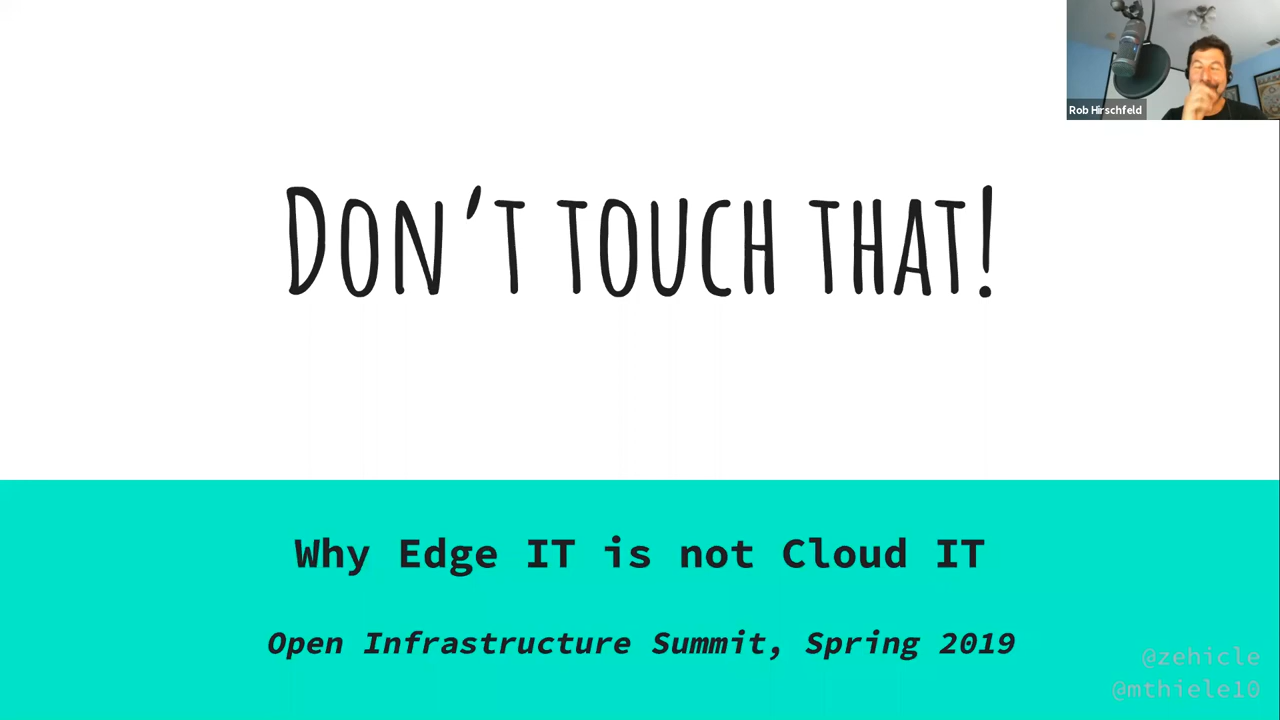 Rob Hirschfeld
DON'T TOUCH THAT!
Why Edge IT is not Cloud IT
Open Infrastructure Summit, Spring 2019
@zehicle
@mthiele10